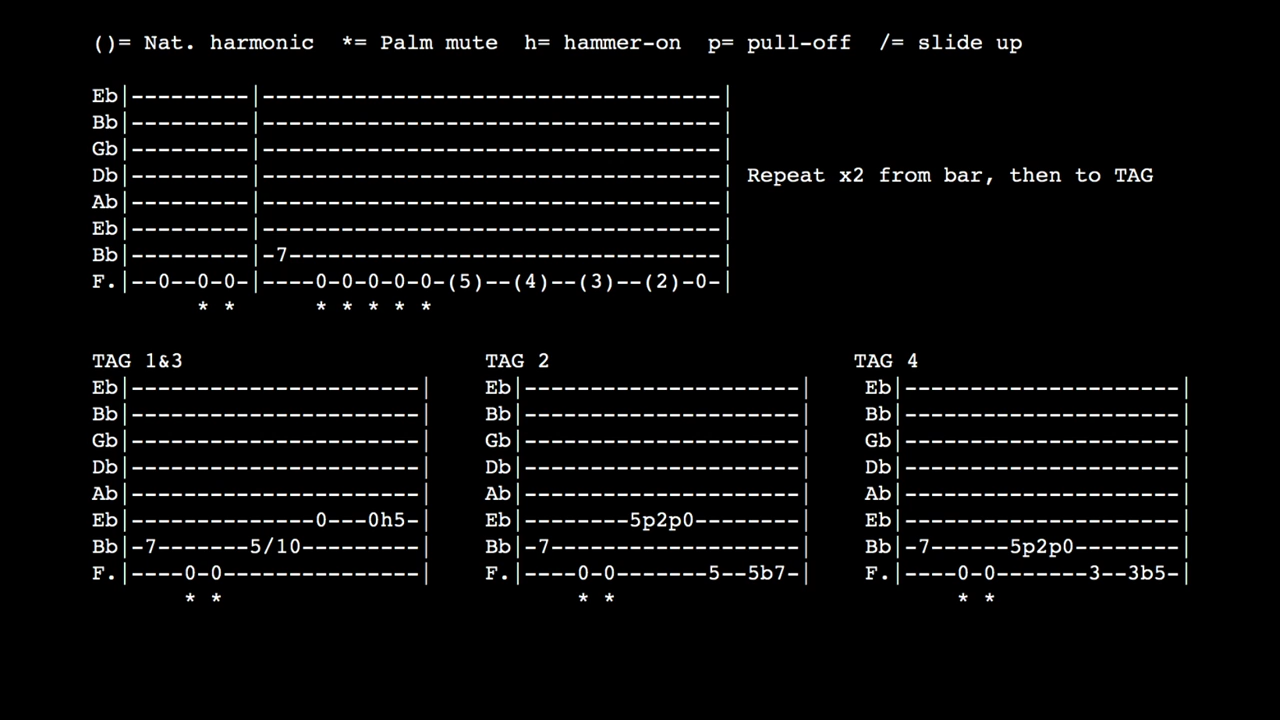 ()= Nat. harmonic  *= Palm mute  h= hammer-on  p= pull-off  /= slide up
Eb|---------|-----------------------------------|
Bb|---------|-----------------------------------|
Gb|---------|-----------------------------------|
Db|---------|-----------------------------------| Repeat x2 from bar, then to TAG
Ab|---------|-----------------------------------|
Eb|---------|-----------------------------------|
Bb|---------|-7---------------------------------|
F.|--0--0-0-|----0-0-0-0-0-(5)--(4)--(3)--(2)-0-|
* *      * * * * *
TAG 1&3
Eb|----------------------|
Bb|----------------------|
Gb|----------------------|
Db|----------------------|
Ab|----------------------|
Eb|--------------0---0h5-|
Bb|-7-------5/10---------|
F.|----0-0---------------|
* *
TAG 2
Eb|---------------------|
Bb|---------------------|
Gb|---------------------|
Db|---------------------|
Ab|---------------------|
Eb|--------5p2p0--------|
Bb|-7-------------------|
F.|----0-0-------5--5b7-|
* *
TAG 4
Eb|---------------------|
Bb|---------------------|
Gb|---------------------|
Db|---------------------|
Ab|---------------------|
Eb|---------------------|
Bb|-7------5p2p0--------|
F.|----0-0-------3--3b5-|
* *